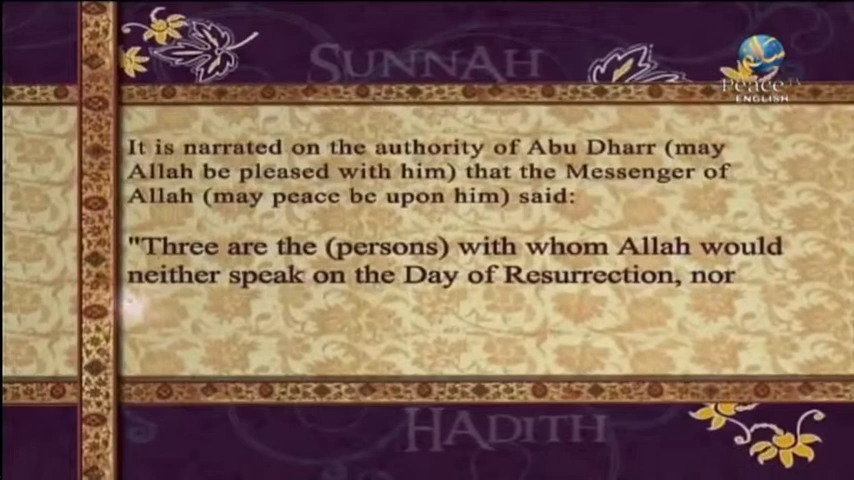 SUNNAH
سلام
Peace TV
ENGLISH
It is narrated on the authority of Abu Dharr (may
Allah be pleased with him) that the Messenger of
Allah (may peace be upon him) said:
"Three are the (persons) with whom Allah would
neither speak on the Day of Resurrection, nor
HADITH